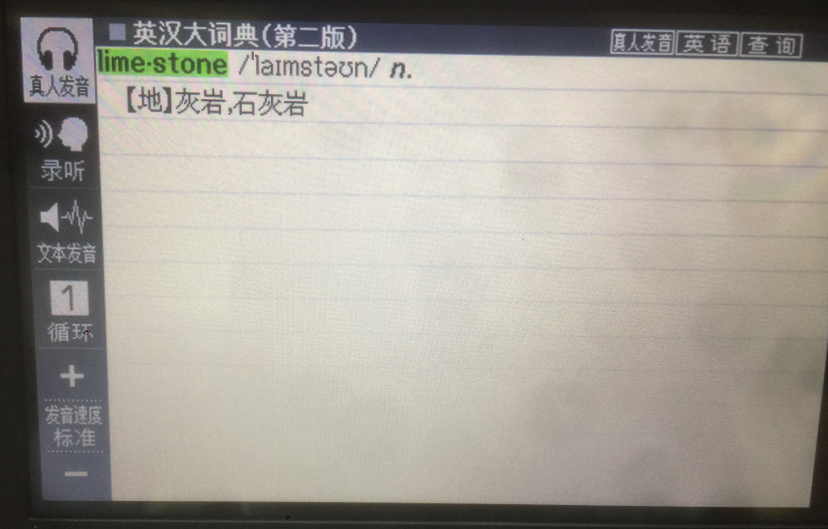 英汉大词典(第二版)
真人发音 英语 查询
lime·stone /ˈlaɪmstəʊn/ n.
【地】灰岩,石灰岩
真人发音
录听
文本发音
1
循环
+
发音速度
标准
−